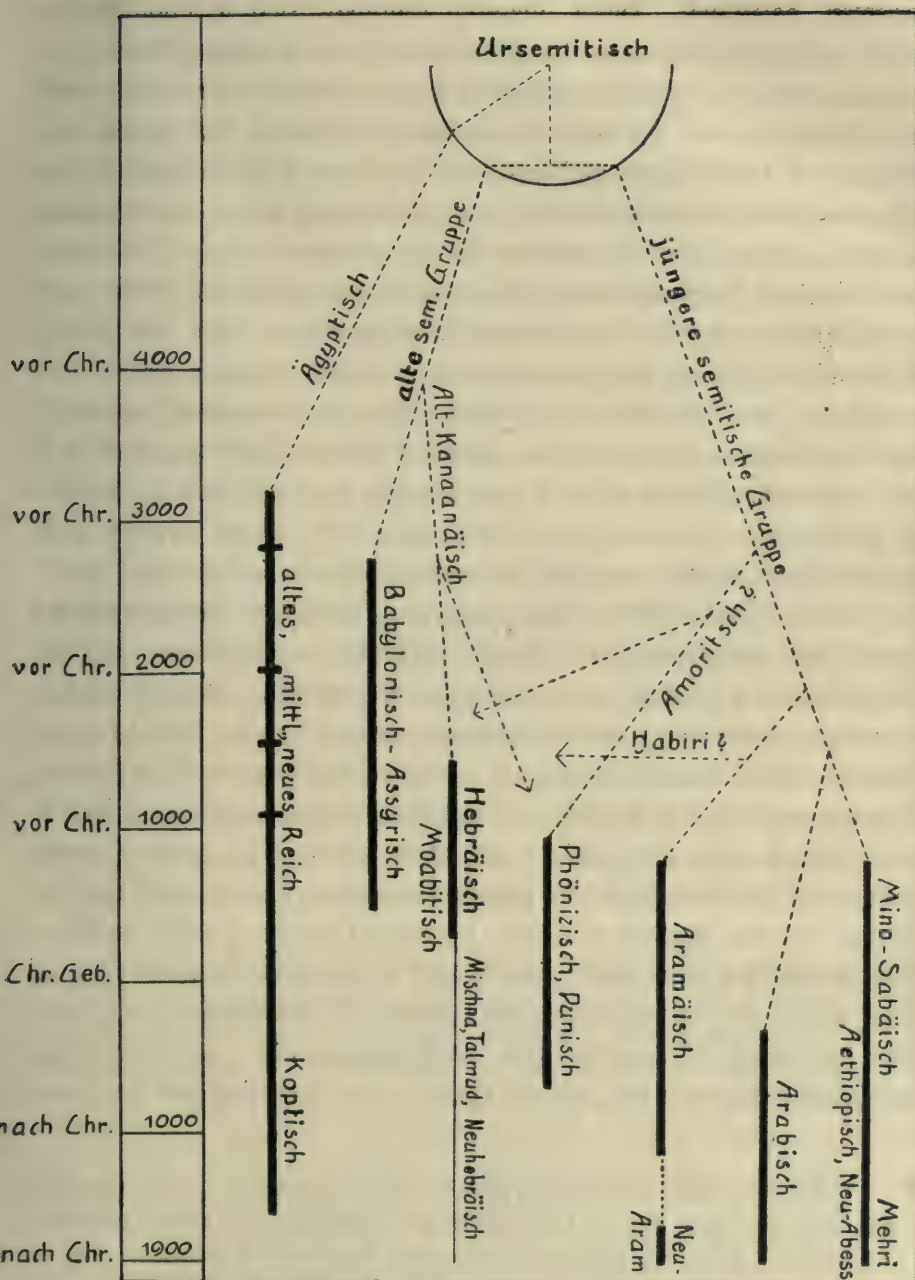 Ursemitisch
Ägyptisch
alte sem. Gruppe
jüngere semitische Gruppe
Alt-Kanaanäisch
vor Chr. 4000
vor Chr. 3000
vor Chr. 2000
vor Chr. 1000
Chr. Geb.
nach Chr. 1000
nach Chr. 1900
altes, mittl., neues, Reich
Koptisch
Babylonisch-Assyrisch
Hebräisch
Moabitisch
Mischna, Talmud, Neuhebräisch
Amoritsch?
Ḫabiri?
Phönizisch, Punisch
Aramäisch
Neu-
Aram
Arabisch
Mino-Sabäisch
Aethiopisch, Neu-Abess
Mehri